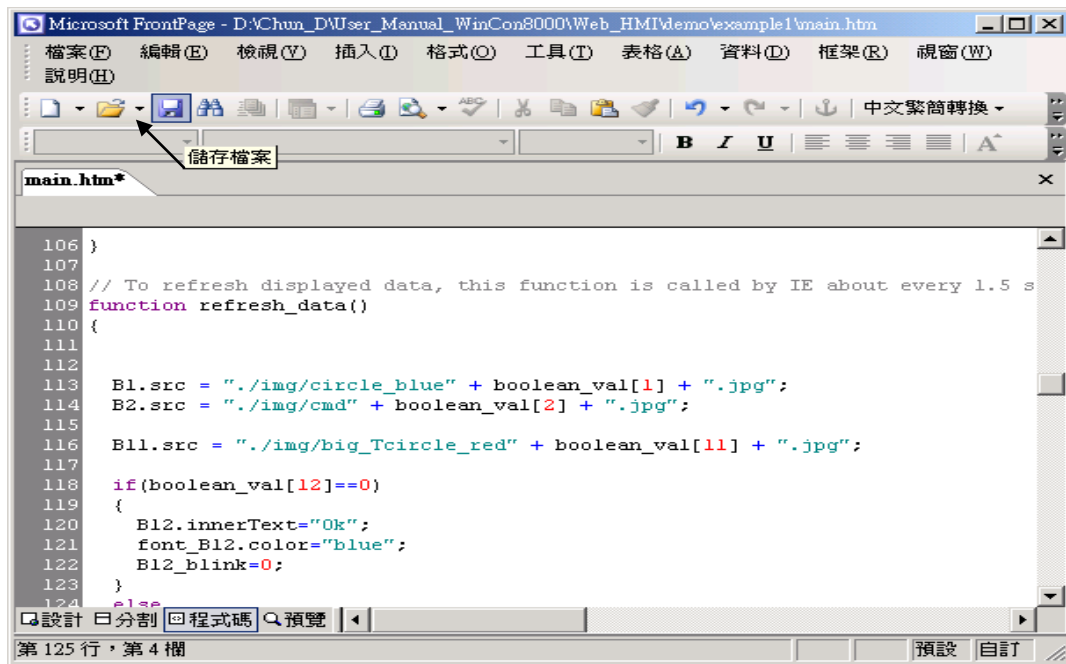 Microsoft FrontPage - D:\Chun_D\User_Manual_WinCon8000\Web_HMI\demo\example1\main.htm
檔案(F) 編輯(E) 檢視(V) 插入(I) 格式(O) 工具(T) 表格(A) 資料(D) 框架(R) 視窗(W)
說明(H)
中文繁簡轉換
B I U A
儲存檔案
main.htm*
106 }
107
108 // To refresh displayed data, this function is called by IE about every 1.5 s
109 function refresh_data()
110 {
111
112
113 B1.src = "./img/circle_blue" + boolean_val[1] + ".jpg";
114 B2.src = "./img/cmd" + boolean_val[2] + ".jpg";
115
116 B11.src = "./img/big_Tcircle_red" + boolean_val[11] + ".jpg";
117
118 if(boolean_val[12]==0)
119 {
120 B12.innerText="Ok";
121 font_B12.color="blue";
122 B12_blink=0;
123 }
124 else
設計 分割 程式碼 預覽
第 125 行，第 4 欄 預設 自訂